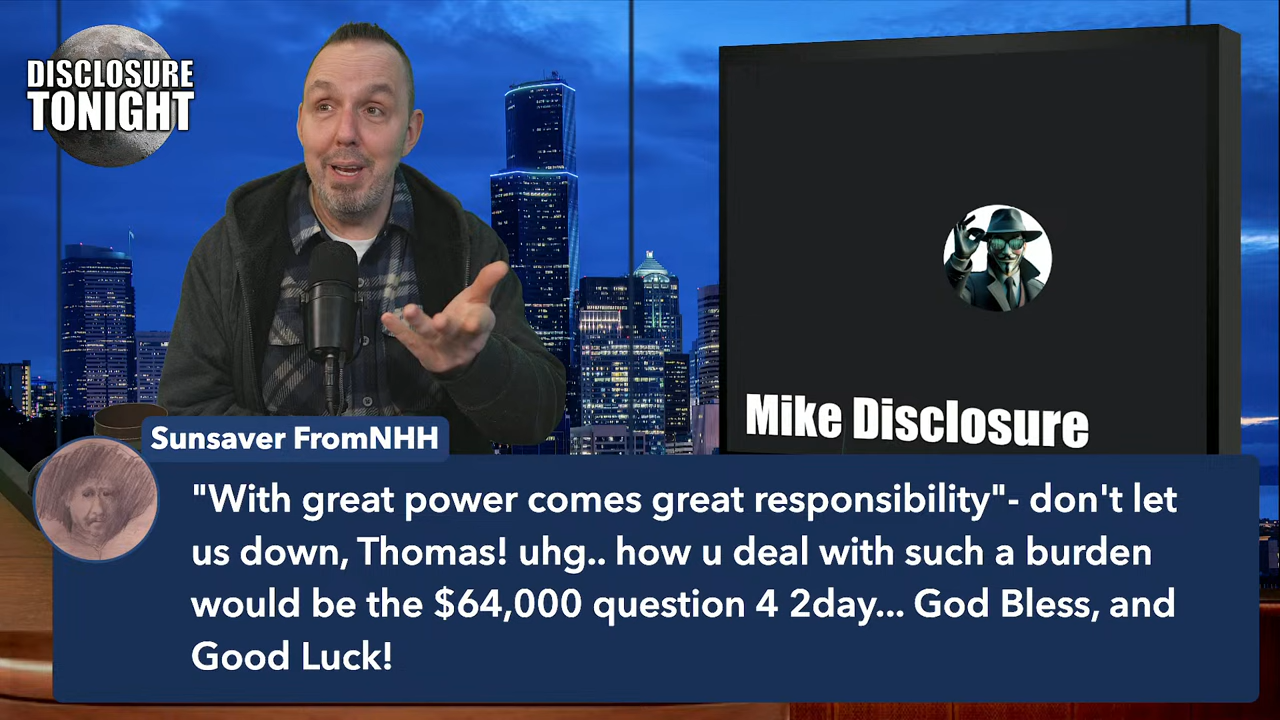 DISCLOSURE
TONIGHT
Mike Disclosure
Sunsaver FromNHH
"With great power comes great responsibility"- don't let
us down, Thomas! uhg.. how u deal with such a burden
would be the $64,000 question 4 2day... God Bless, and
Good Luck!